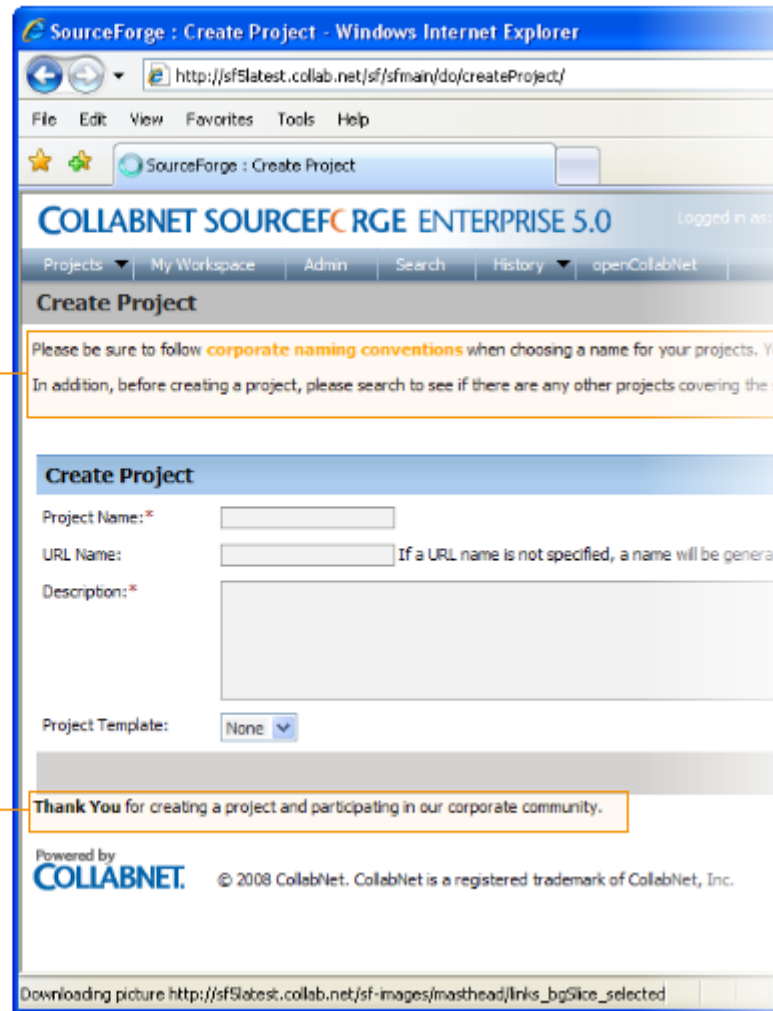 SourceForge : Create Project - Windows Internet Explorer
http://sf5latest.collab.net/sf/sfmain/do/createProject/
File Edit View Favorites Tools Help
SourceForge : Create Project
COLLABNET SOURCEFORGE ENTERPRISE 5.0 Logged in as:
Projects My Workspace Admin Search History openCollabNet
Create Project
Please be sure to follow corporate naming conventions when choosing a name for your projects.
In addition, before creating a project, please search to see if there are any other projects covering the
Create Project
Project Name:*
URL Name: If a URL name is not specified, a name will be genera
Description:*
Project Template: None
Thank You for creating a project and participating in our corporate community.
Powered by
COLLABNET. © 2008 CollabNet. CollabNet is a registered trademark of CollabNet, Inc.
Downloading picture http://sf5latest.collab.net/sf-images/masthead/links_bgSlice_selected